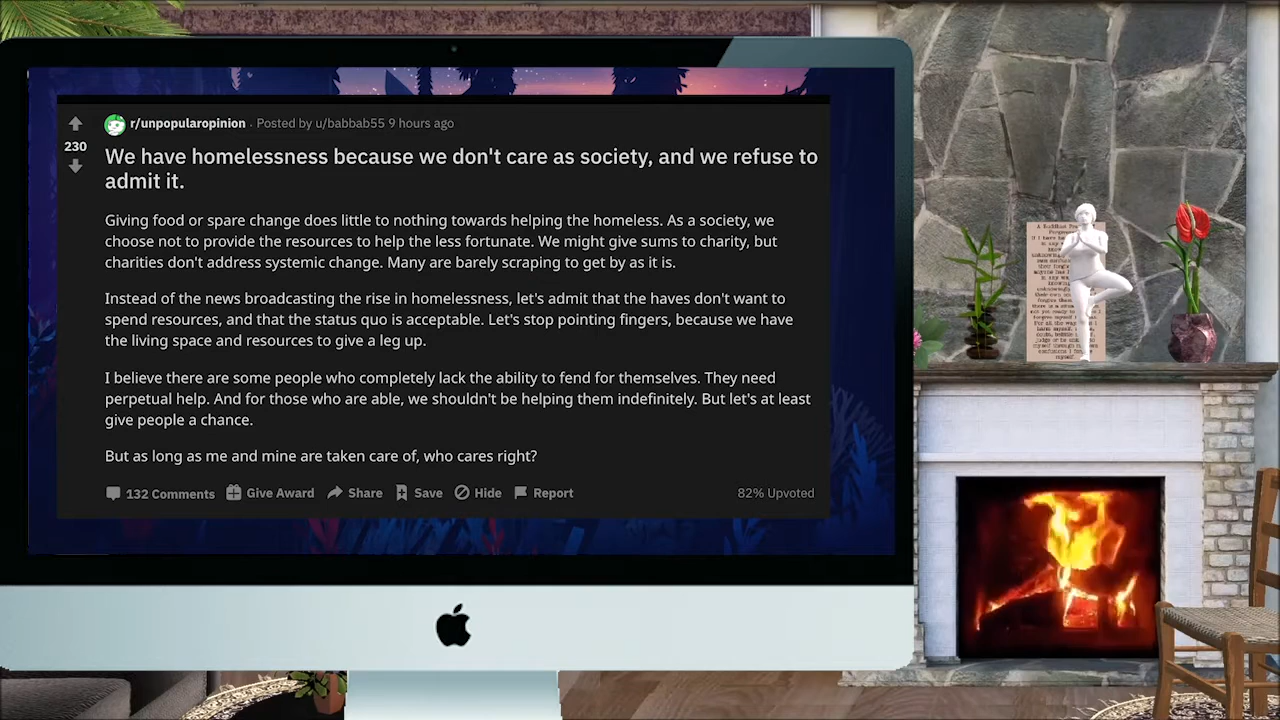 r/unpopularopinion · Posted by u/babbab55 9 hours ago
230
We have homelessness because we don't care as society, and we refuse to
admit it.
Giving food or spare change does little to nothing towards helping the homeless. As a society, we
choose not to provide the resources to help the less fortunate. We might give sums to charity, but
charities don't address systemic change. Many are barely scraping to get by as it is.
Instead of the news broadcasting the rise in homelessness, let's admit that the haves don't want to
spend resources, and that the status quo is acceptable. Let's stop pointing fingers, because we have
the living space and resources to give a leg up.
I believe there are some people who completely lack the ability to fend for themselves. They need
perpetual help. And for those who are able, we shouldn't be helping them indefinitely. But let's at least
give people a chance.
But as long as me and mine are taken care of, who cares right?
132 Comments Give Award Share Save Hide Report 82% Upvoted